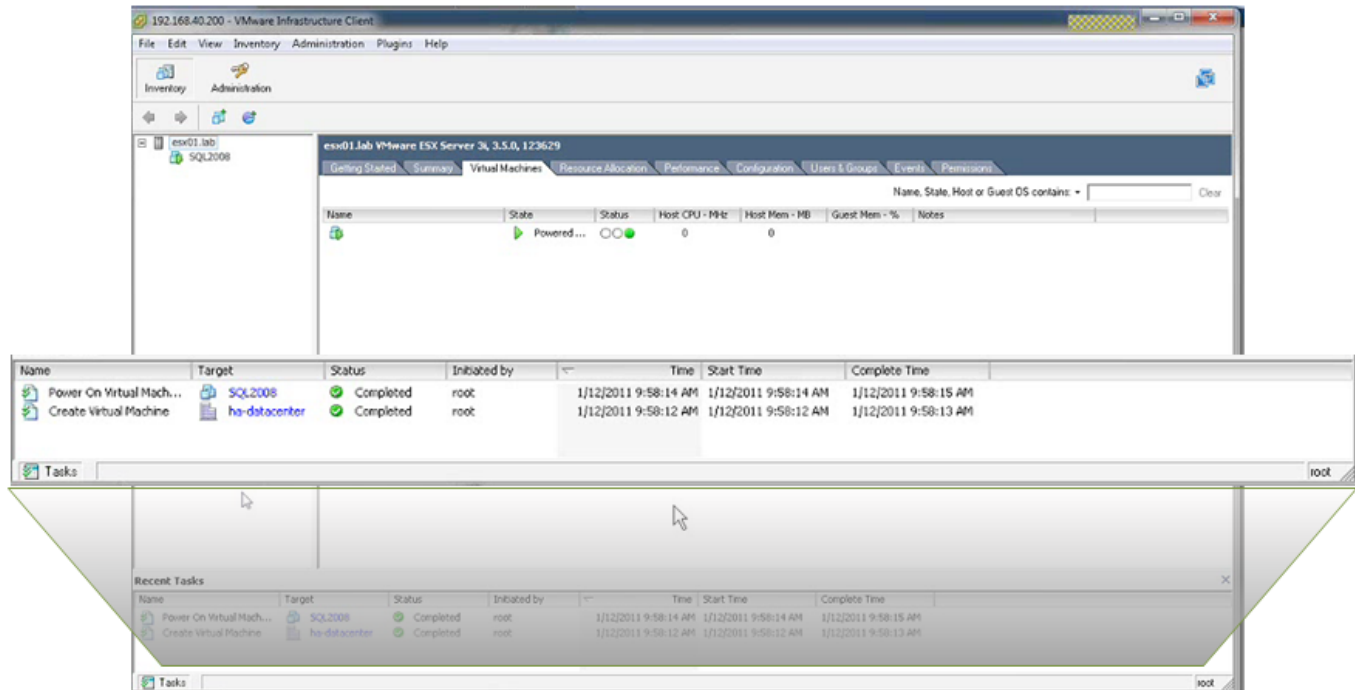 192.168.40.200 - VMware Infrastructure Client
File Edit View Inventory Administration Plugins Help
Inventory Administration
esx01.lab
SQL2008
esx01.lab VMware ESX Server 3i, 3.5.0, 123629
Getting Started Summary Virtual Machines Resource Allocation Performance Configuration Users & Groups Events Permissions
Name, State, Host or Guest OS contains: Clear
Name State Status Host CPU - MHz Host Mem - MB Guest Mem - % Notes
Powered ... 0 0
Name Target Status Initiated by Time Start Time Complete Time
Power On Virtual Mach... SQL2008 Completed root 1/12/2011 9:58:14 AM 1/12/2011 9:58:14 AM 1/12/2011 9:58:15 AM
Create Virtual Machine ha-datacenter Completed root 1/12/2011 9:58:12 AM 1/12/2011 9:58:12 AM 1/12/2011 9:58:13 AM
Tasks root
Recent Tasks
Name Target Status Initiated by Time Start Time Complete Time
Power On Virtual Mach... SQL2008 Completed root 1/12/2011 9:58:14 AM 1/12/2011 9:58:14 AM 1/12/2011 9:58:15 AM
Create Virtual Machine ha-datacenter Completed root 1/12/2011 9:58:12 AM 1/12/2011 9:58:12 AM 1/12/2011 9:58:13 AM
Tasks root